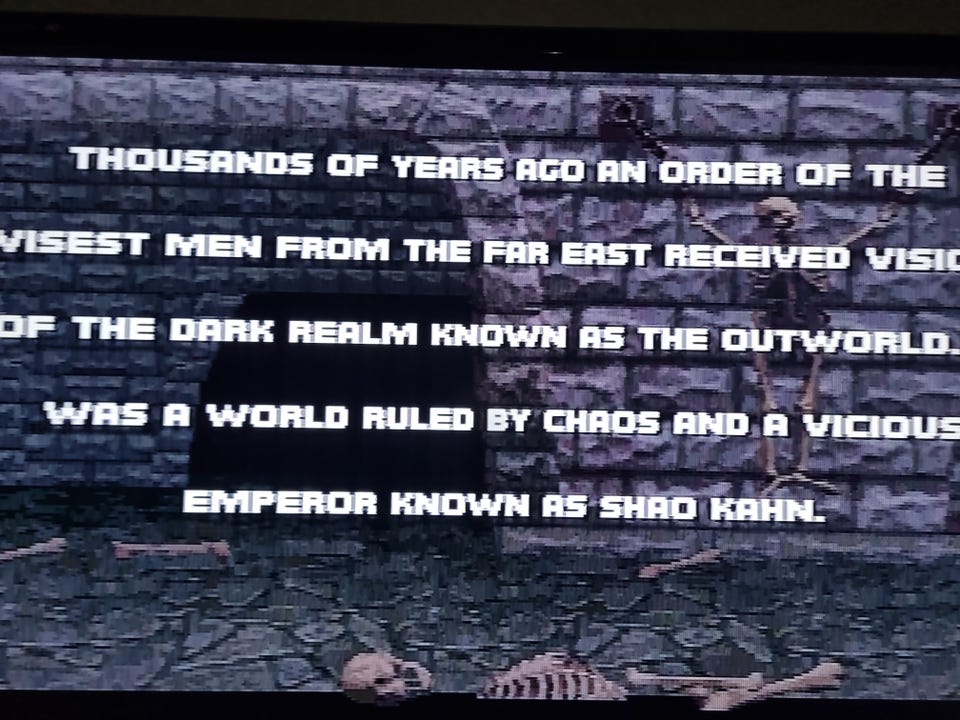 THOUSANDS OF YEARS AGO AN ORDER OF THE
WISEST MEN FROM THE FAR EAST RECEIVED
OF THE DARK REALM KNOWN AS THE OUTWORLD.
WAS A WORLD RULED BY CHAOS AND A VICIOUS
EMPEROR KNOWN AS SHAO KAHN.